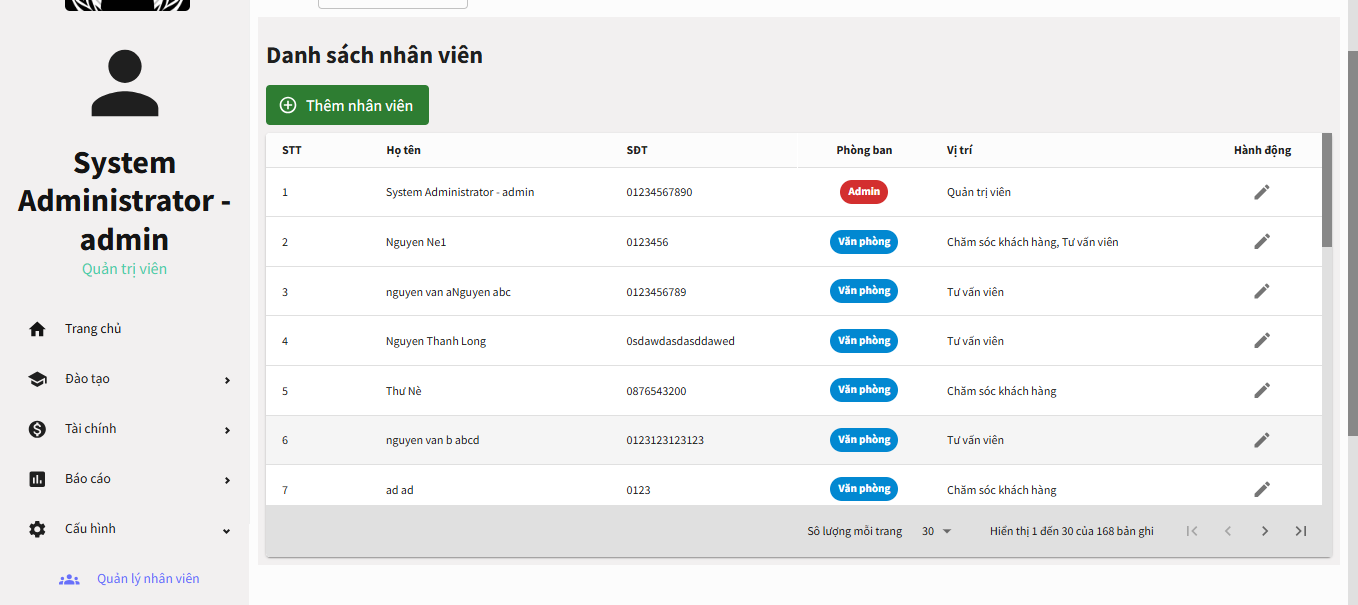 System
Administrator -
admin
Quản trị viên
Trang chủ
Đào tạo
Tài chính
Báo cáo
Cấu hình
Quản lý nhân viên
Danh sách nhân viên
Thêm nhân viên
STT Họ tên SĐT Phòng ban Vị trí Hành động
1 System Administrator - admin 01234567890 Admin Quản trị viên
2 Nguyen Ne1 0123456 Văn phòng Chăm sóc khách hàng, Tư vấn viên
3 nguyen van aNguyen abc 0123456789 Văn phòng Tư vấn viên
4 Nguyen Thanh Long 0sdawdasdasddawed Văn phòng Tư vấn viên
5 Thư Nè 0876543200 Văn phòng Chăm sóc khách hàng
6 nguyen van b abcd 0123123123123 Văn phòng Tư vấn viên
7 ad ad 0123 Văn phòng Chăm sóc khách hàng
Số lượng mỗi trang 30 Hiển thị 1 đến 30 của 168 bản ghi